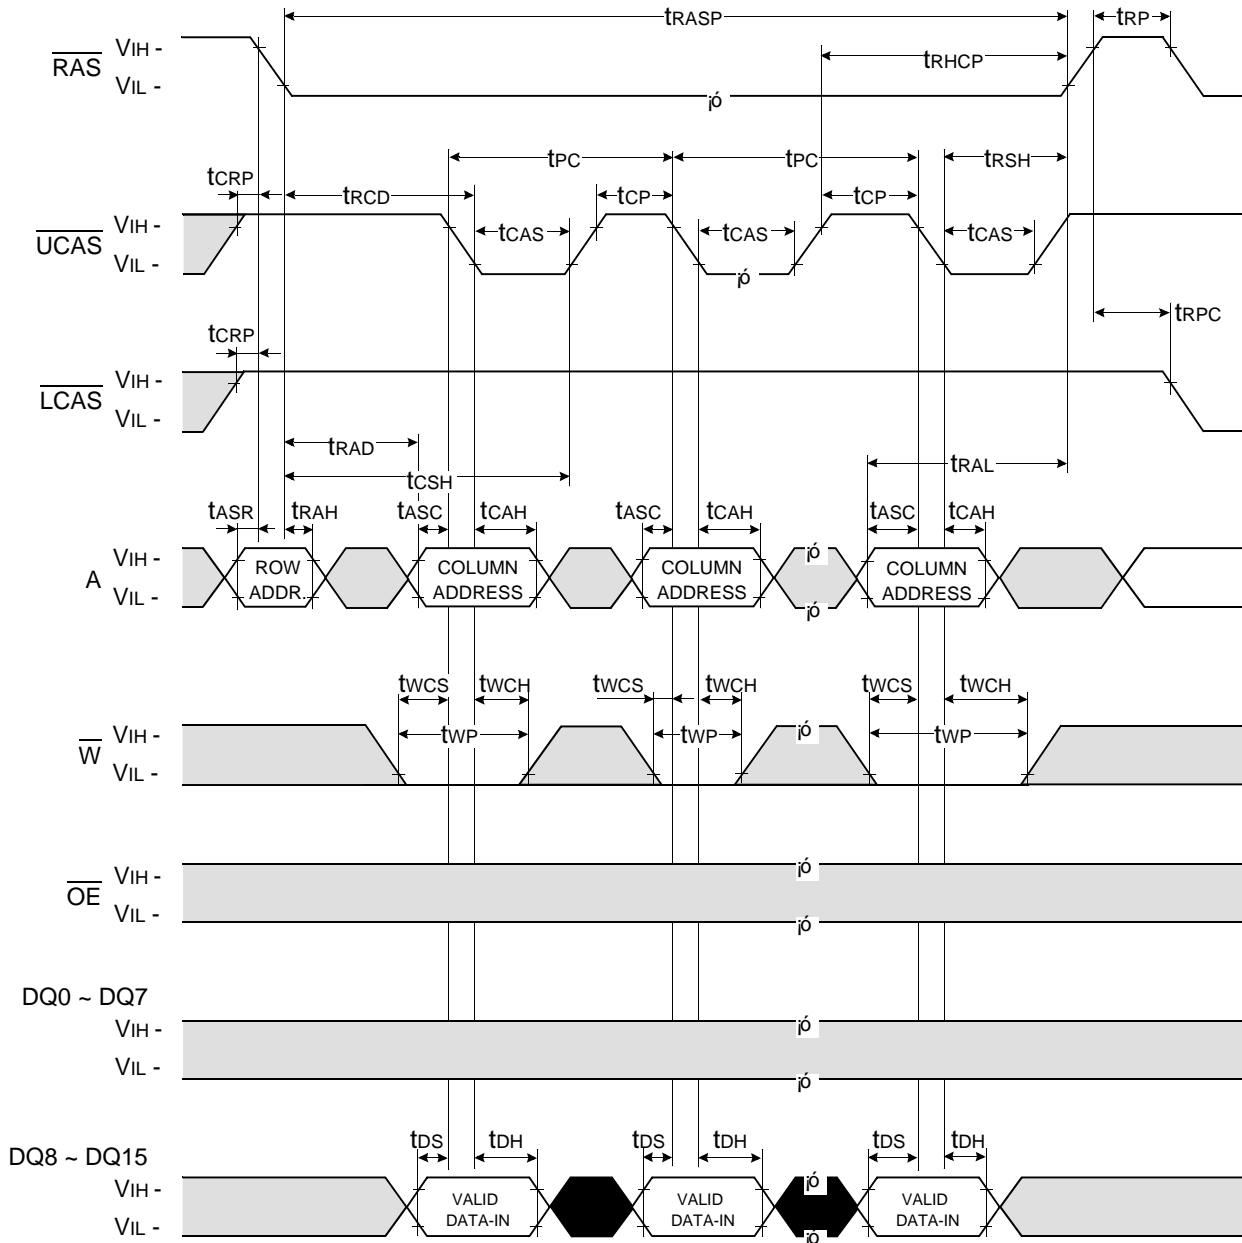 tRASP
tRP
RAS
VIH -
VIL -
tRHCP
¡ó
tCRP
tRCD
tPC
tPC
tRSH
tCP
tCP
UCAS
VIH -
VIL -
tCAS
tCAS
tCAS
¡ó
tCRP
tRPC
LCAS
VIH -
VIL -
tRAD
tCSH
tRAL
tASR
tRAH
tASC
tCAH
tASC
tCAH
tASC
tCAH
A
VIH -
VIL -
ROW
ADDR.
COLUMN
ADDRESS
COLUMN
ADDRESS
¡ó
¡ó
COLUMN
ADDRESS
tWCS
tWCH
tWCS
tWCH
tWCS
tWCH
W
VIH -
VIL -
tWP
tWP
¡ó
tWP
OE
VIH -
VIL -
¡ó
¡ó
DQ0 ~ DQ7
VIH -
VIL -
¡ó
¡ó
tDS
tDH
tDS
tDH
tDS
tDH
DQ8 ~ DQ15
VIH -
VIL -
VALID
DATA-IN
VALID
DATA-IN
¡ó
¡ó
VALID
DATA-IN